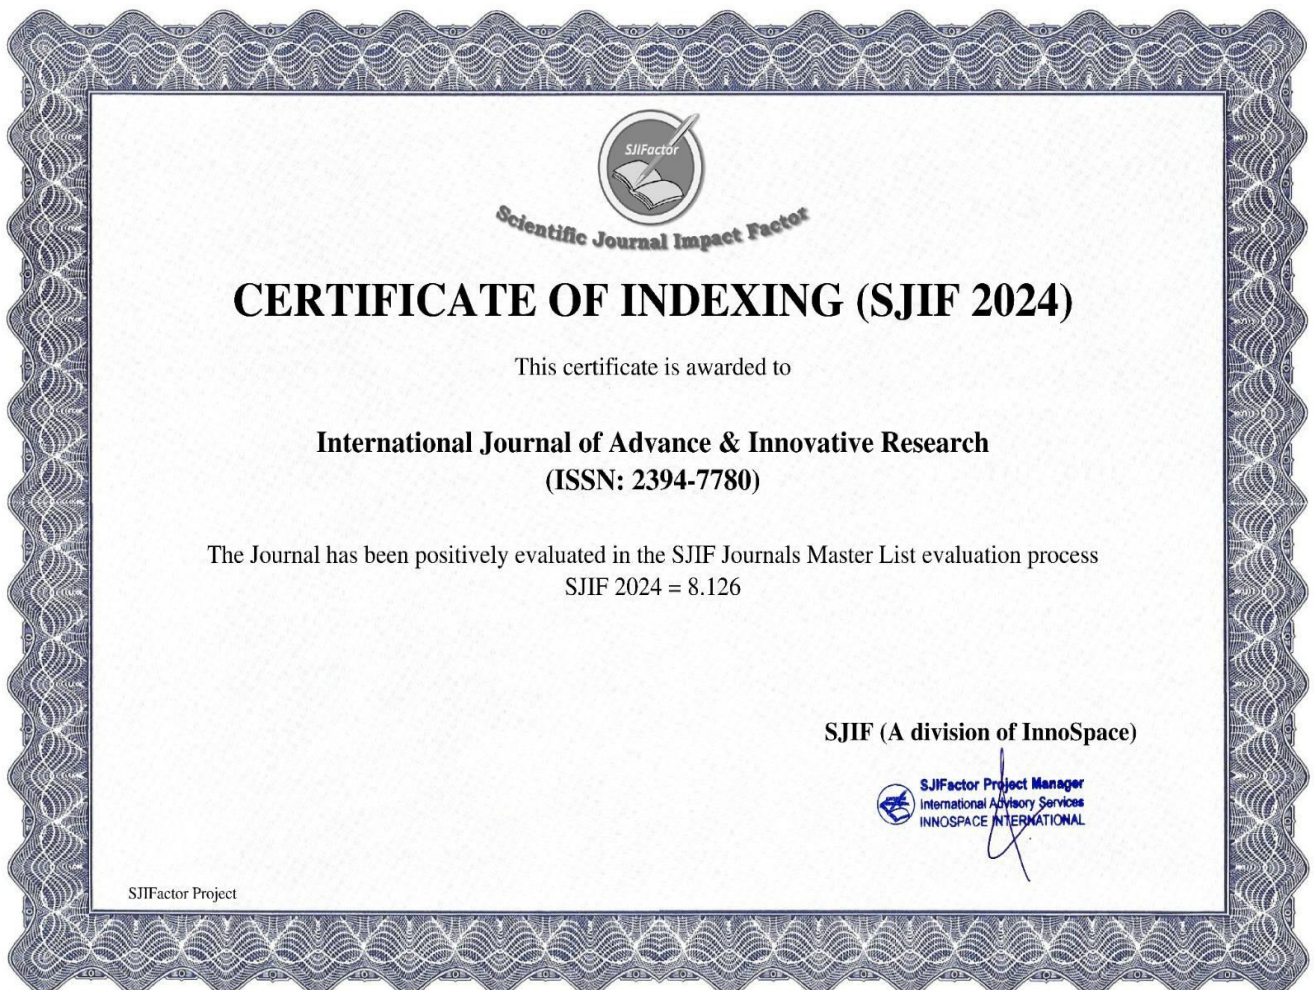 SJIFactor
Scientific Journal Impact Factor
CERTIFICATE OF INDEXING (SJIF 2024)
This certificate is awarded to
International Journal of Advance & Innovative Research
(ISSN: 2394-7780)
The Journal has been positively evaluated in the SJIF Journals Master List evaluation process
SJIF 2024 = 8.126
SJIF (A division of InnoSpace)
SJIFactor Project Manager
International Advisory Services
INNOSPACE INTERNATIONAL
SJIFactor Project